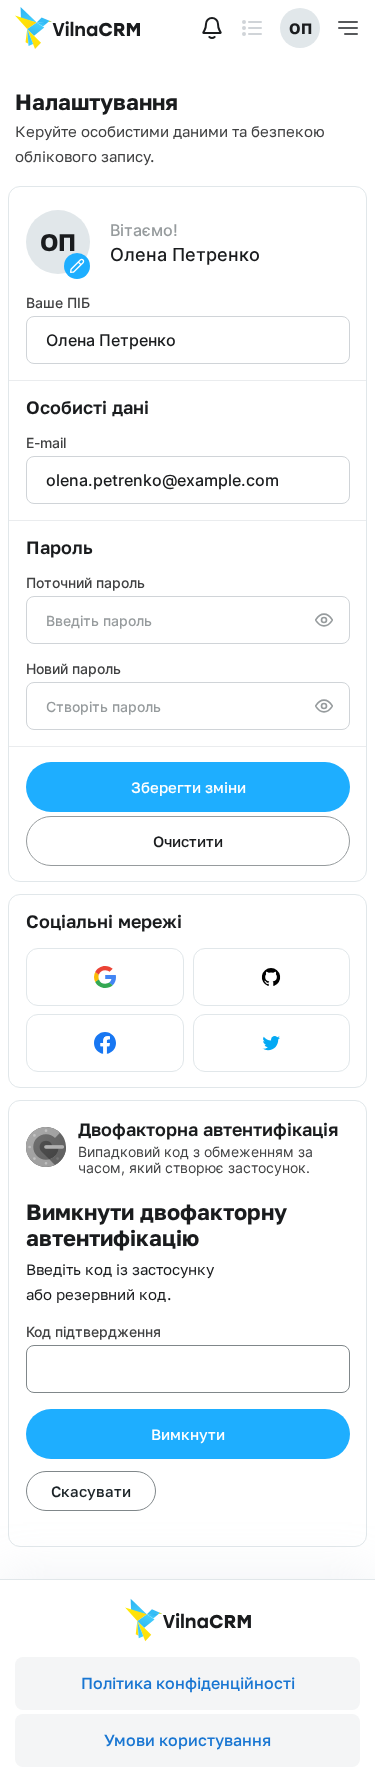 VilnaCRM
ОП
Налаштування
Керуйте особистими даними та безпекою
облікового запису.
ОП
Вітаємо!
Олена Петренко
Ваше ПІБ
Олена Петренко
Особисті дані
E-mail
olena.petrenko@example.com
Пароль
Поточний пароль
Введіть пароль
Новий пароль
Створіть пароль
Зберегти зміни
Очистити
Соціальні мережі
Двофакторна автентифікація
Випадковий код з обмеженням за
часом, який створює застосунок.
Вимкнути двофакторну
автентифікацію
Введіть код із застосунку
або резервний код.
Код підтвердження
Вимкнути
Скасувати
VilnaCRM
Політика конфіденційності
Умови користування